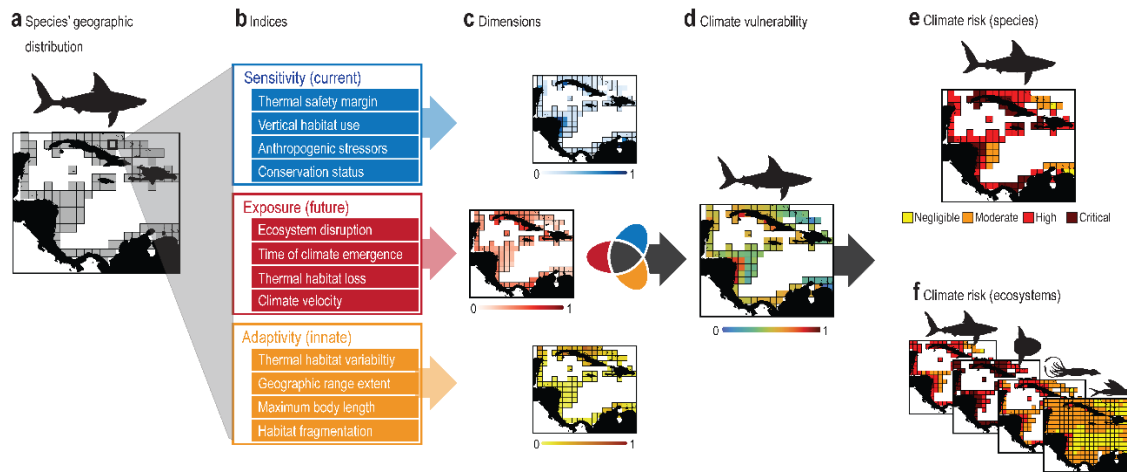 a Species' geographic
distribution
b Indices
Sensitivity (current)
Thermal safety margin
Vertical habitat use
Anthropogenic stressors
Conservation status
Exposure (future)
Ecosystem disruption
Time of climate emergence
Thermal habitat loss
Climate velocity
Adaptivity (innate)
Thermal habitat variabiltiy
Geographic range extent
Maximum body length
Habitat fragmentation
c Dimensions
0 1
0 1
0 1
d Climate vulnerability
0 1
e Climate risk (species)
Negligible Moderate High Critical
f Climate risk (ecosystems)